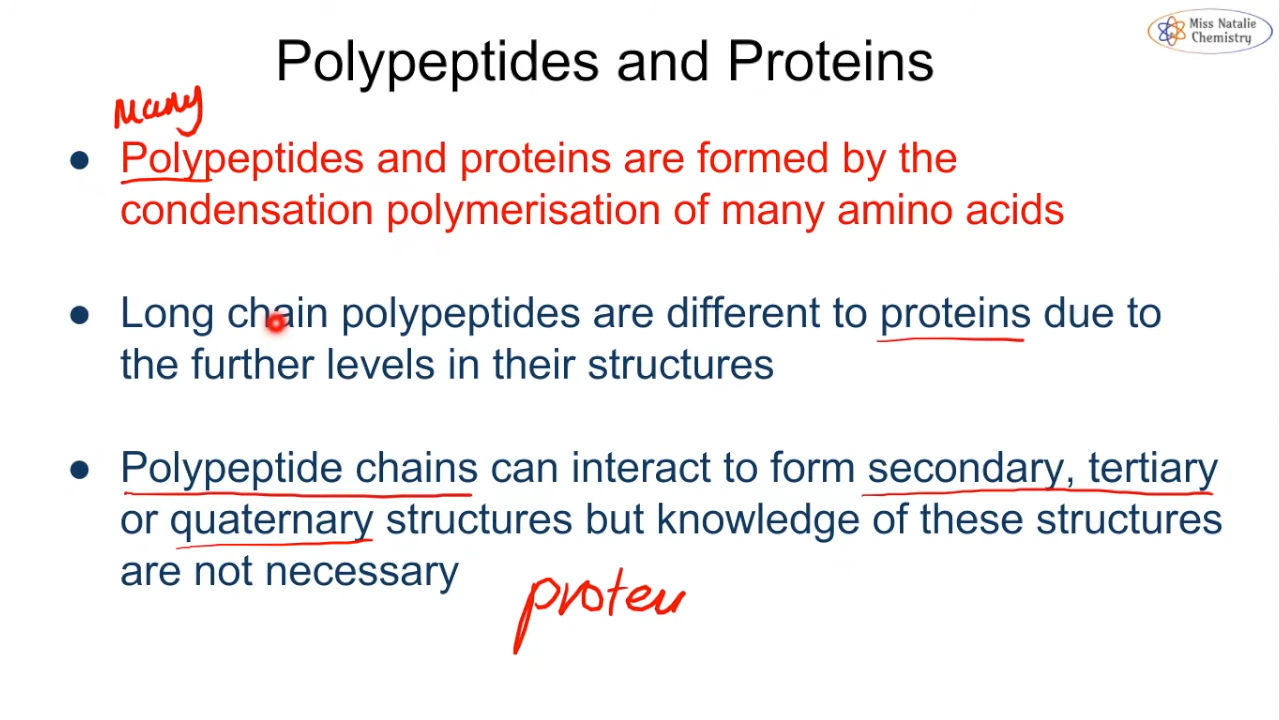 Miss Natalie
Chemistry
Polypeptides and Proteins
Many
● Polypeptides and proteins are formed by the
condensation polymerisation of many amino acids
● Long chain polypeptides are different to proteins due to
the further levels in their structures
● Polypeptide chains can interact to form secondary, tertiary
or quaternary structures but knowledge of these structures
are not necessary